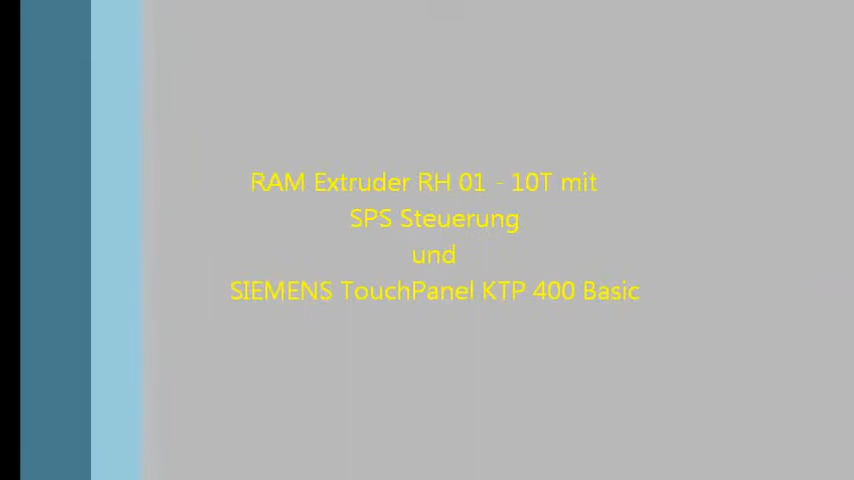 RAM Extruder RH 01 - 10T mit
SPS Steuerung
und
SIEMENS TouchPanel KTP 400 Basic